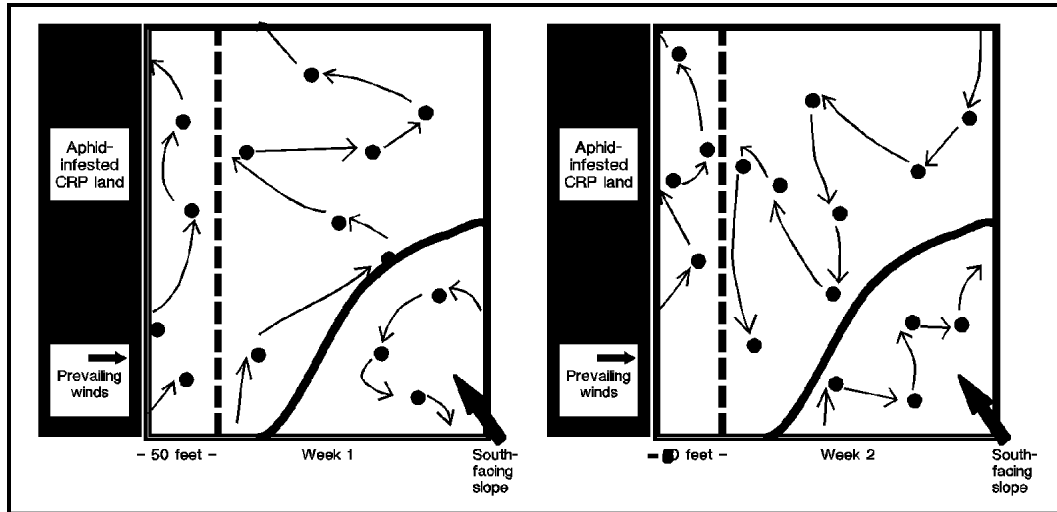 Aphid-
infested
CRP land
Prevailing
winds
– 50 feet –
Week 1
South-
facing
slope
Aphid-
infested
CRP land
Prevailing
winds
feet –
Week 2
South-
facing
slope